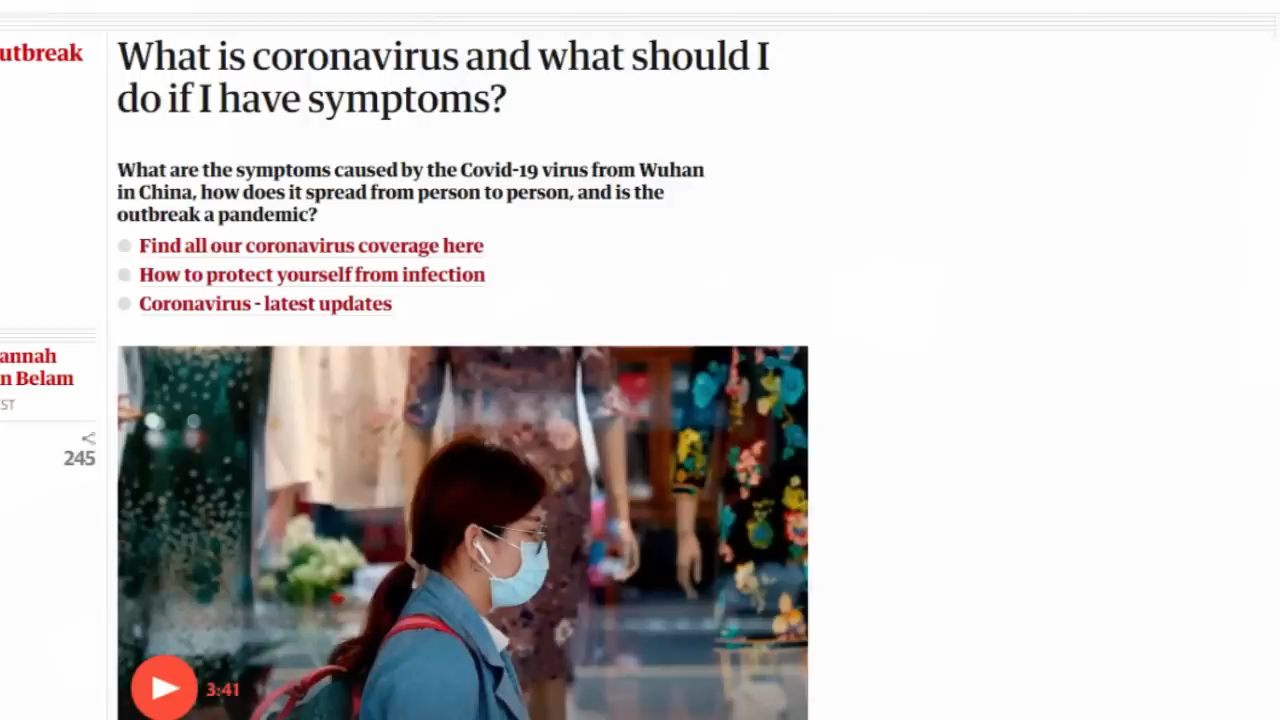 utbreak
What is coronavirus and what should I
do if I have symptoms?
What are the symptoms caused by the Covid-19 virus from Wuhan
in China, how does it spread from person to person, and is the
outbreak a pandemic?
Find all our coronavirus coverage here
How to protect yourself from infection
Coronavirus - latest updates
annah
n Belam
ST
245
3:41